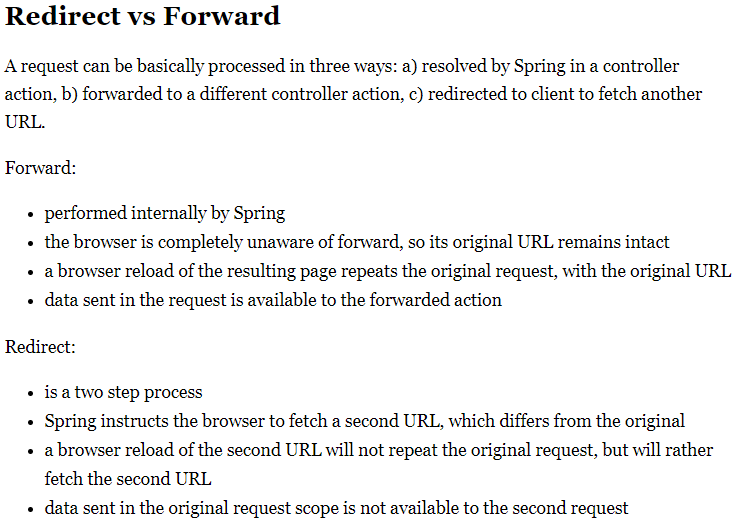 Redirect vs Forward
A request can be basically processed in three ways: a) resolved by Spring in a controller
action, b) forwarded to a different controller action, c) redirected to client to fetch another
URL.
Forward:
• performed internally by Spring
• the browser is completely unaware of forward, so its original URL remains intact
• a browser reload of the resulting page repeats the original request, with the original URL
• data sent in the request is available to the forwarded action
Redirect:
• is a two step process
• Spring instructs the browser to fetch a second URL, which differs from the original
• a browser reload of the second URL will not repeat the original request, but will rather
fetch the second URL
• data sent in the original request scope is not available to the second request